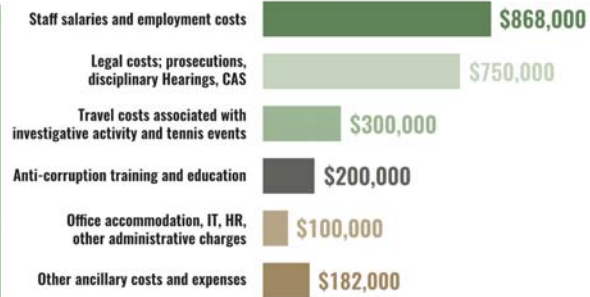 Staff salaries and employment costs
$868,000
Legal costs; prosecutions,
disciplinary Hearings, CAS
$750,000
Travel costs associated with
investigative activity and tennis events
$300,000
Anti-corruption training and education
$200,000
Office accommodation, IT, HR,
other administrative charges
$100,000
Other ancillary costs and expenses
$182,000